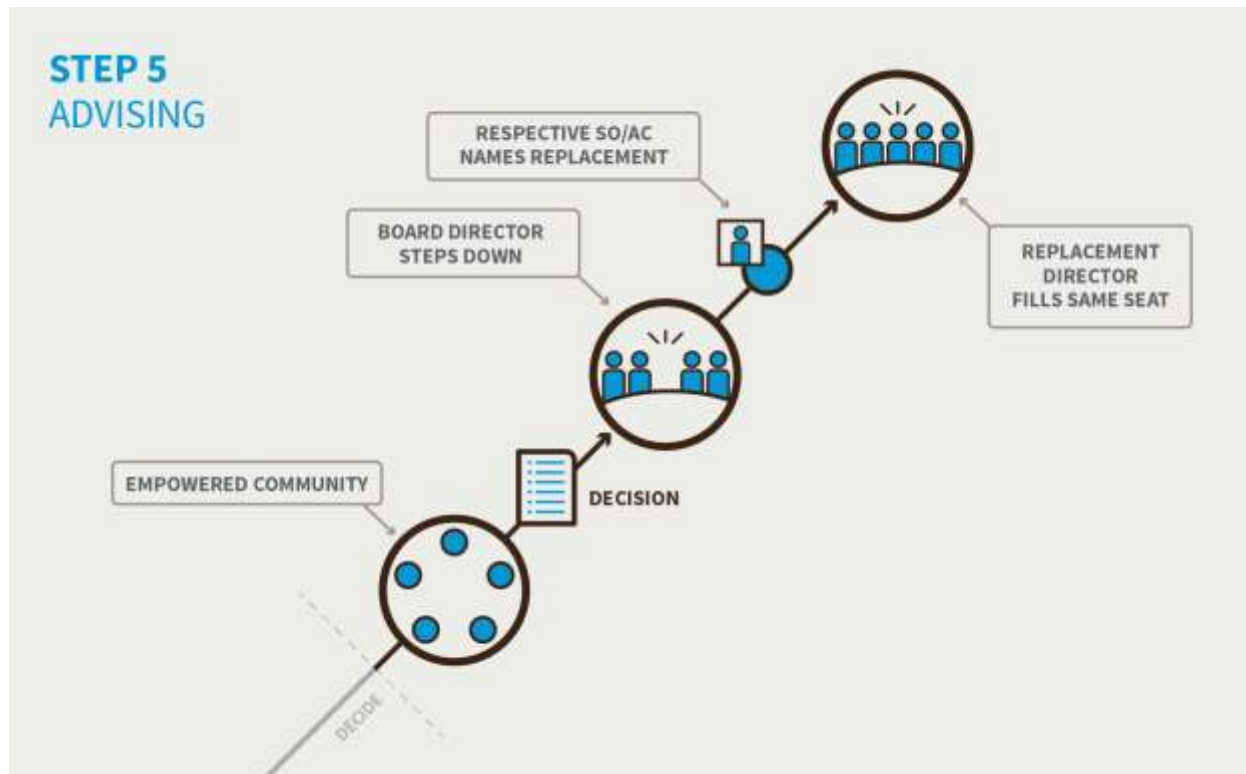 STEP 5
ADVISING
RESPECTIVE SO/AC
NAMES REPLACEMENT
BOARD DIRECTOR
STEPS DOWN
REPLACEMENT
DIRECTOR
FILLS SAME SEAT
EMPOWERED COMMUNITY
DECISION
DECIDE